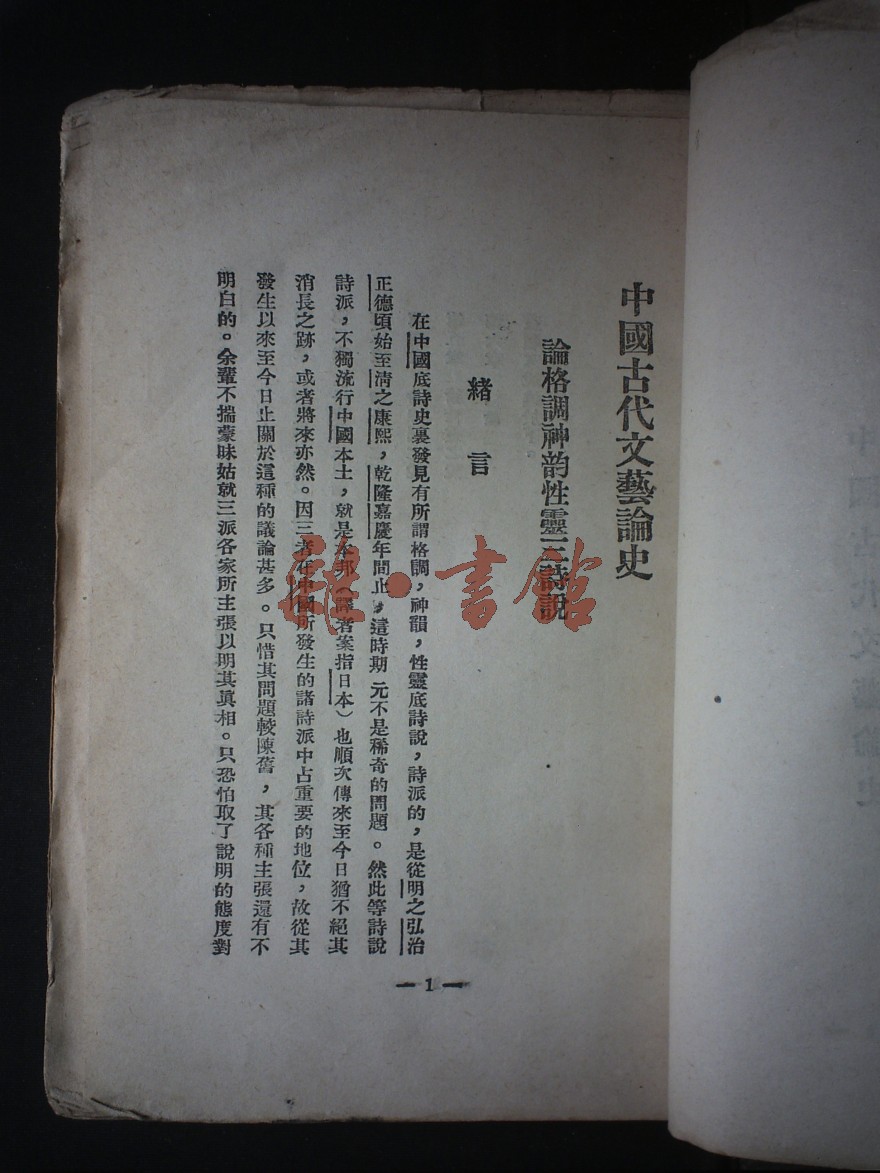 中國古代文藝論史
論格調神韵性靈三詩說
緒言
在中國底詩史裏發見有所謂格調，神韻，性靈底詩說，詩派的，是從明之弘治
正德頃始至清之康熙，乾隆嘉慶年間止，這時期元不是稀奇的問題。然此等詩說
詩派，不獨流行中國本土，就是本邦（譯者案指日本）也順次傳來至今日猶不絕其
消長之跡，或者將來亦然。因三者在中國所發生的諸詩派中占重要的地位，故從其
發生以來至今日止關於這種的議論甚多。只惜其問題較陳舊，其各種主張還有不
明白的。余輩不揣蒙昧姑就三派各家所主張以明其眞相。只恐怕取了說明的態度對
—1—
雅·書館